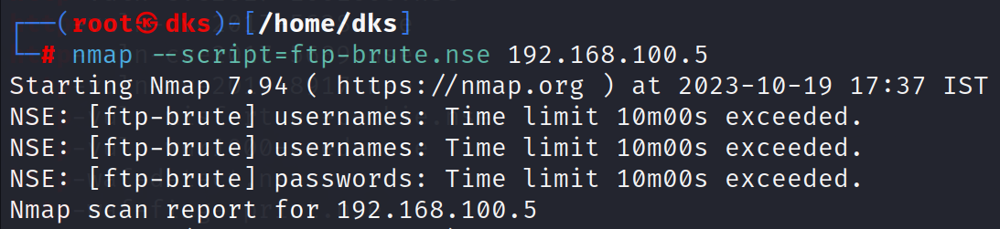 ┌──(root㉿dks)-[/home/dks]
└─# nmap --script=ftp-brute.nse 192.168.100.5
Starting Nmap 7.94 ( https://nmap.org ) at 2023-10-19 17:37 IST
NSE: [ftp-brute] usernames: Time limit 10m00s exceeded.
NSE: [ftp-brute] usernames: Time limit 10m00s exceeded.
NSE: [ftp-brute] passwords: Time limit 10m00s exceeded.
Nmap scan report for 192.168.100.5